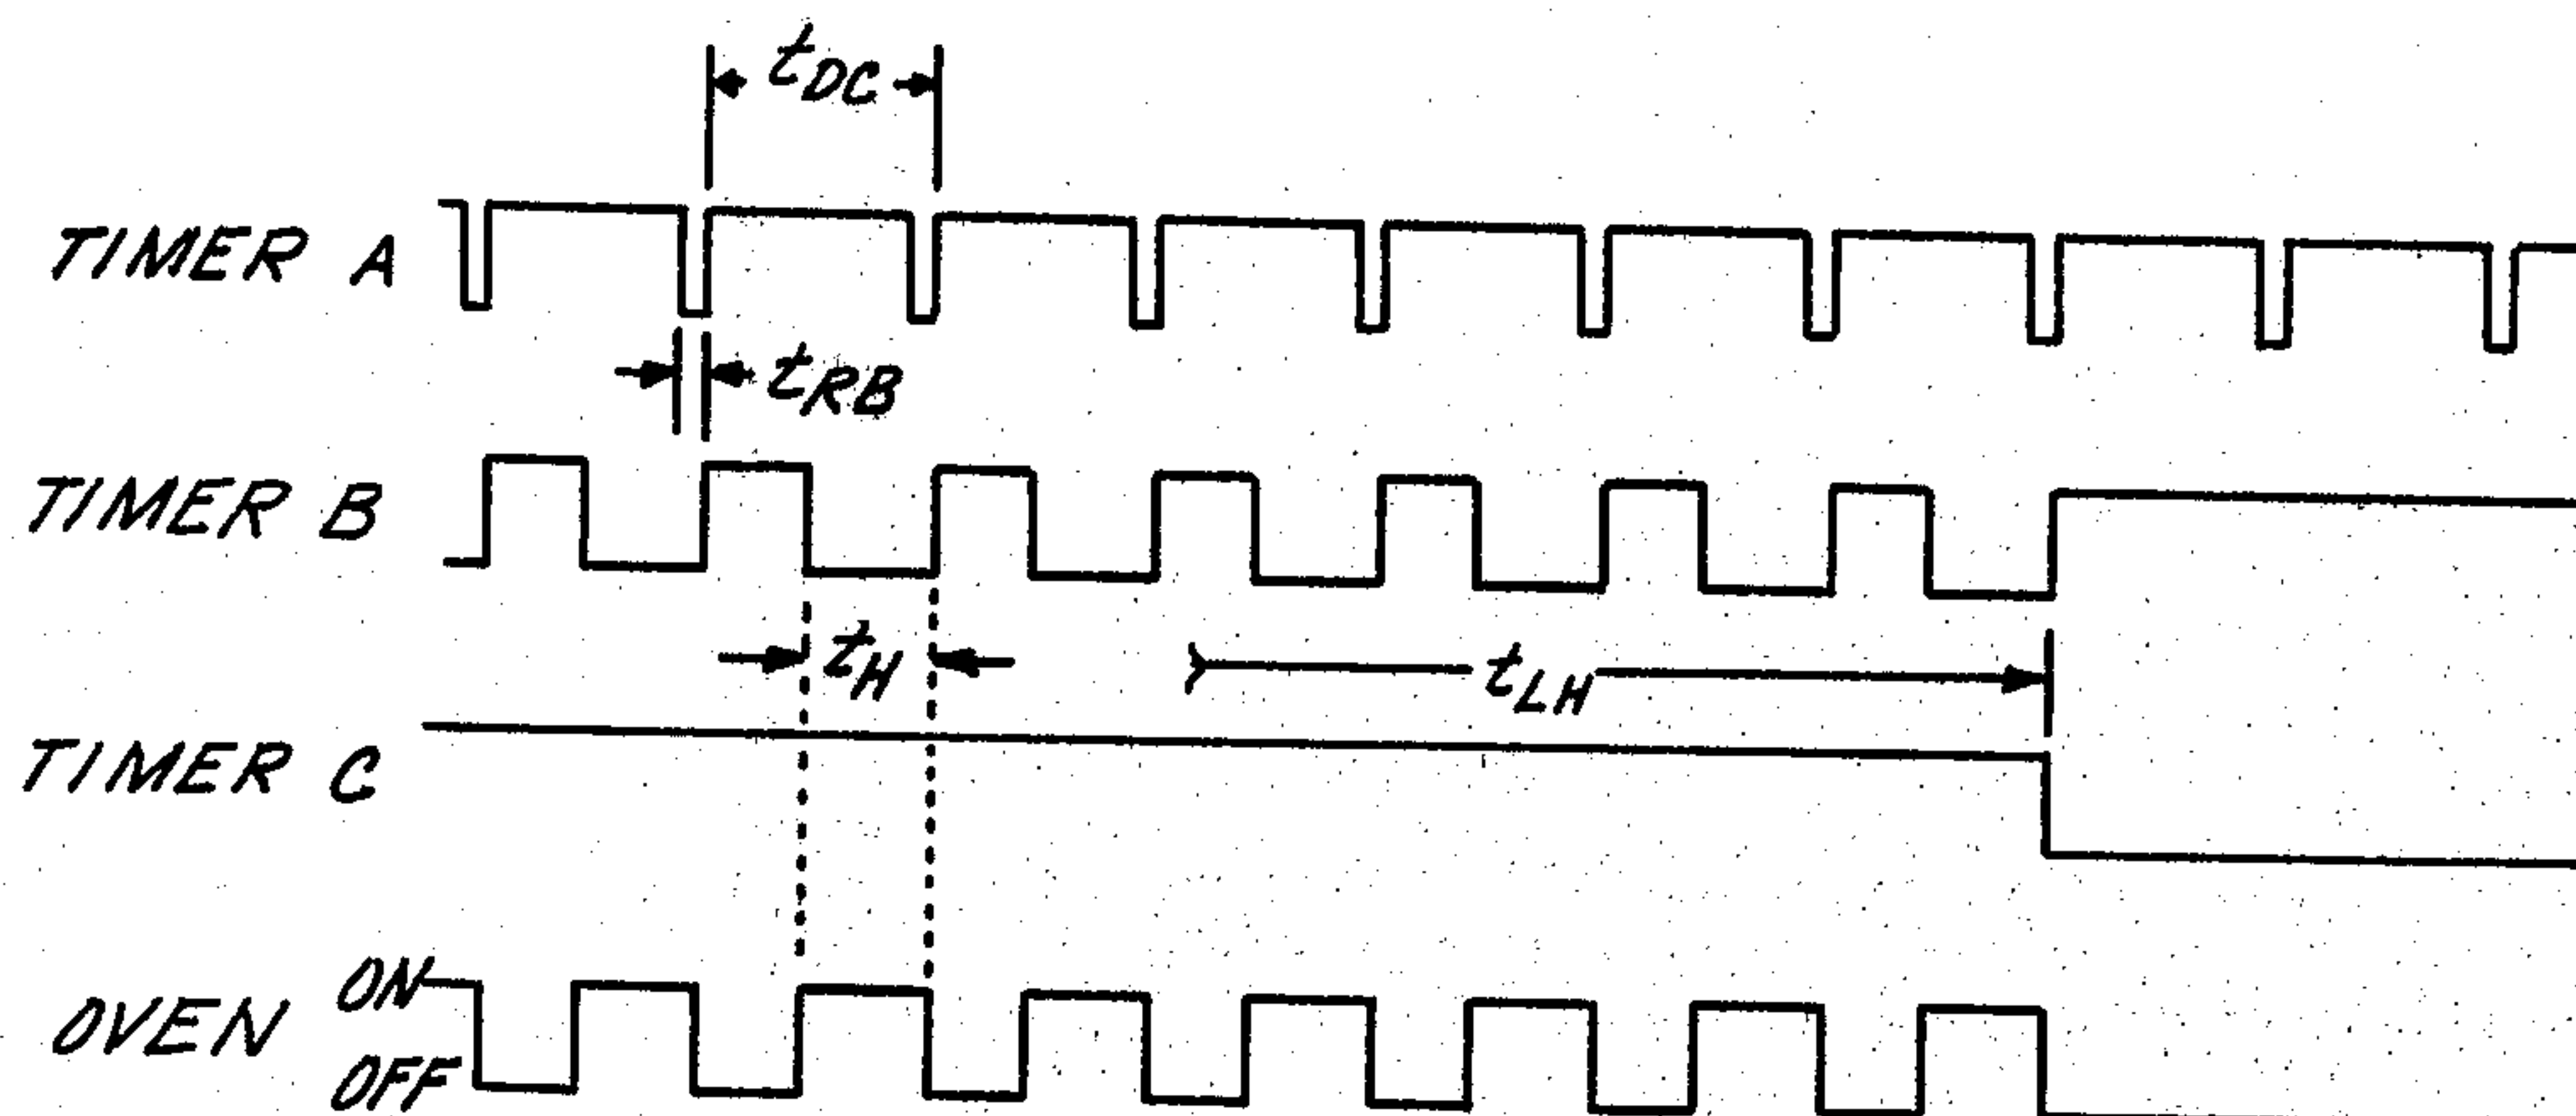 tDC
TIMER A
tRB
TIMER B
tH
tLH
TIMER C
ON
OVEN
OFF